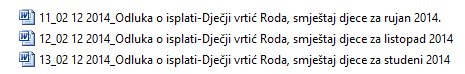 11_02 12 2014_Odluka o isplati-Dječji vrtić Roda, smještaj djece za rujan 2014.
12_02 12 2014_Odluka o isplati-Dječji vrtić Roda, smještaj djece za listopad 2014
13_02 12 2014_Odluka o isplati-Dječji vrtić Roda, smještaj djece za studeni 2014